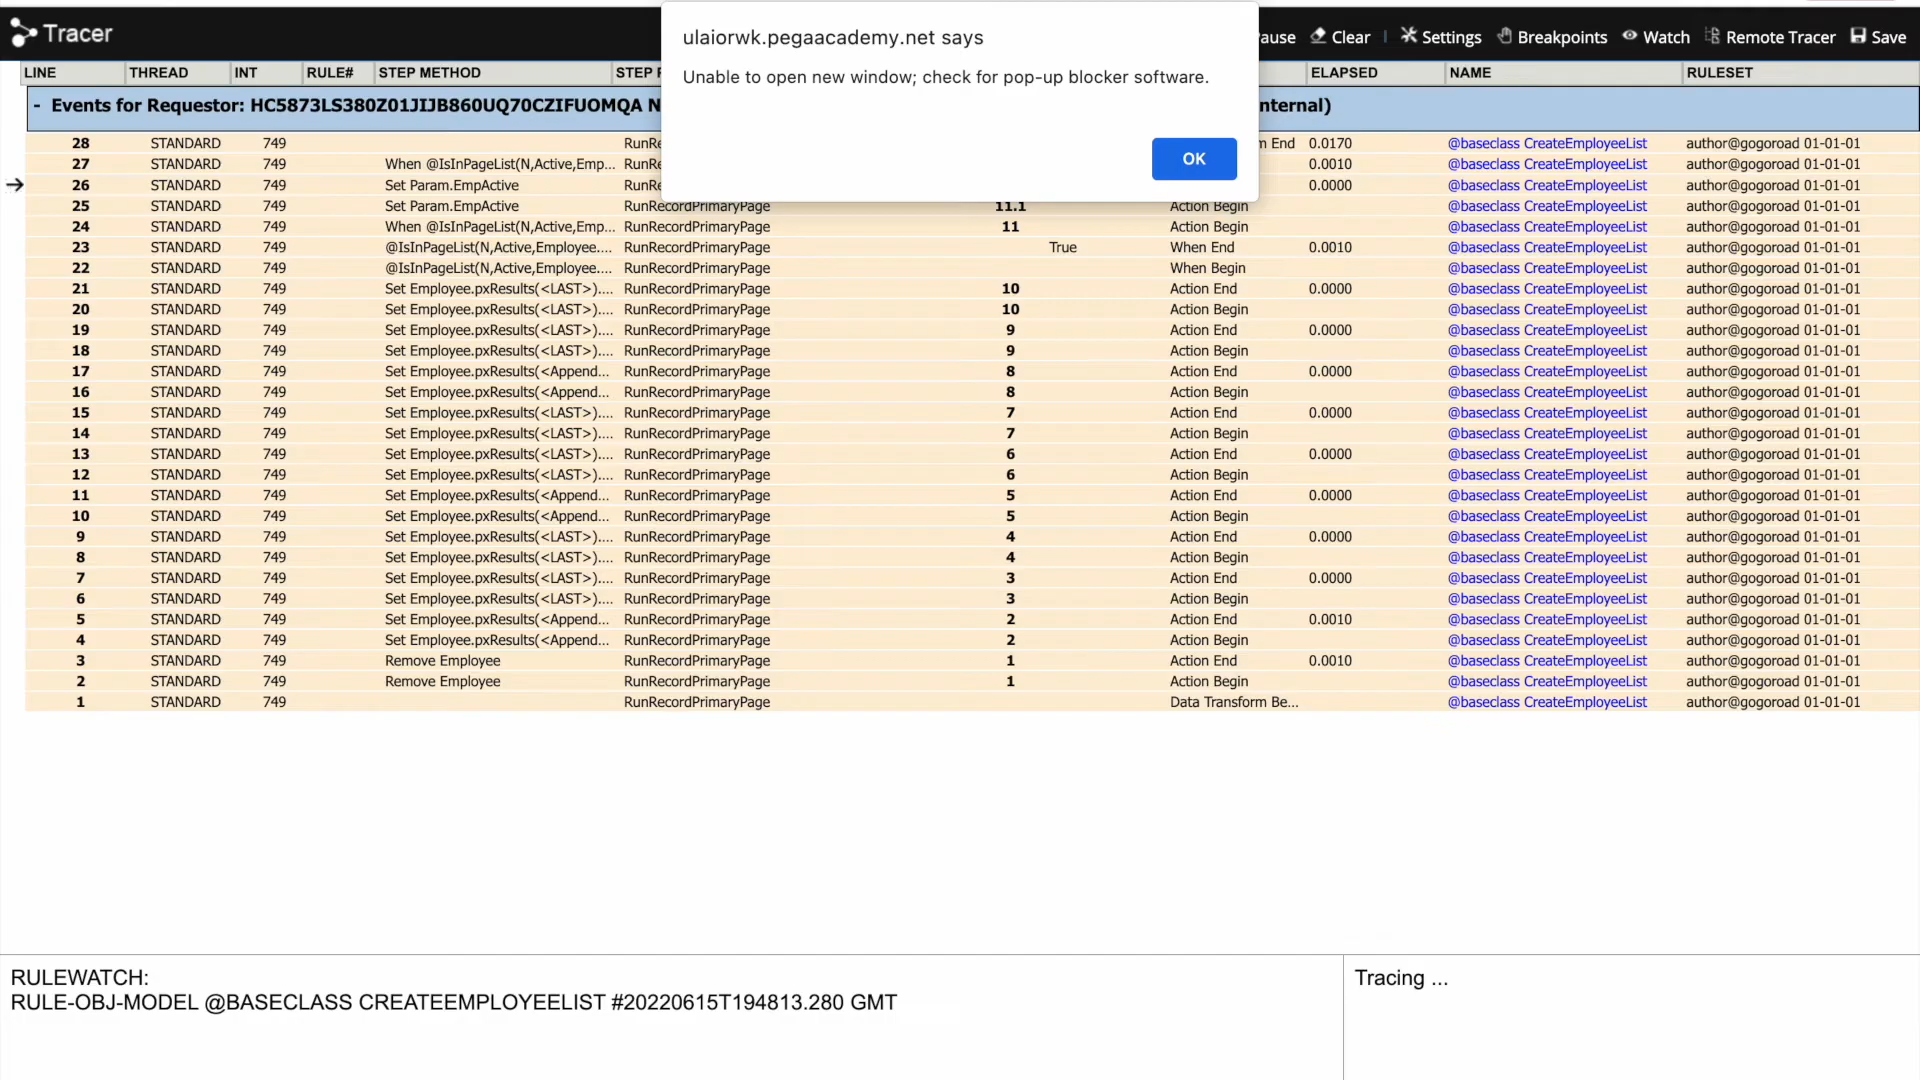 Tracer
ulaiorwk.pegaacademy.net says
Unable to open new window; check for pop-up blocker software.
OK
ause Clear Settings Breakpoints Watch Remote Tracer Save
LINE THREAD INT RULE# STEP METHOD STEP ELAPSED NAME RULESET
- Events for Requestor: HC5873LS380Z01JIJB860UQ70CZIFUOMQA N nternal)
28 STANDARD 749 RunRe m End 0.0170 @baseclass CreateEmployeeList author@gogoroad 01-01-01
27 STANDARD 749 When @IsInPageList(N,Active,Emp... RunRe 0.0010 @baseclass CreateEmployeeList author@gogoroad 01-01-01
26 STANDARD 749 Set Param.EmpActive RunRe 0.0000 @baseclass CreateEmployeeList author@gogoroad 01-01-01
25 STANDARD 749 Set Param.EmpActive RunRecordPrimaryPage 11.1 Action Begin @baseclass CreateEmployeeList author@gogoroad 01-01-01
24 STANDARD 749 When @IsInPageList(N,Active,Emp... RunRecordPrimaryPage 11 Action Begin @baseclass CreateEmployeeList author@gogoroad 01-01-01
23 STANDARD 749 @IsInPageList(N,Active,Employee.... RunRecordPrimaryPage True When End 0.0010 @baseclass CreateEmployeeList author@gogoroad 01-01-01
22 STANDARD 749 @IsInPageList(N,Active,Employee.... RunRecordPrimaryPage When Begin @baseclass CreateEmployeeList author@gogoroad 01-01-01
21 STANDARD 749 Set Employee.pxResults(<LAST>).... RunRecordPrimaryPage 10 Action End 0.0000 @baseclass CreateEmployeeList author@gogoroad 01-01-01
20 STANDARD 749 Set Employee.pxResults(<LAST>).... RunRecordPrimaryPage 10 Action Begin @baseclass CreateEmployeeList author@gogoroad 01-01-01
19 STANDARD 749 Set Employee.pxResults(<LAST>).... RunRecordPrimaryPage 9 Action End 0.0000 @baseclass CreateEmployeeList author@gogoroad 01-01-01
18 STANDARD 749 Set Employee.pxResults(<LAST>).... RunRecordPrimaryPage 9 Action Begin @baseclass CreateEmployeeList author@gogoroad 01-01-01
17 STANDARD 749 Set Employee.pxResults(<Append... RunRecordPrimaryPage 8 Action End 0.0000 @baseclass CreateEmployeeList author@gogoroad 01-01-01
16 STANDARD 749 Set Employee.pxResults(<Append... RunRecordPrimaryPage 8 Action Begin @baseclass CreateEmployeeList author@gogoroad 01-01-01
15 STANDARD 749 Set Employee.pxResults(<LAST>).... RunRecordPrimaryPage 7 Action End 0.0000 @baseclass CreateEmployeeList author@gogoroad 01-01-01
14 STANDARD 749 Set Employee.pxResults(<LAST>).... RunRecordPrimaryPage 7 Action Begin @baseclass CreateEmployeeList author@gogoroad 01-01-01
13 STANDARD 749 Set Employee.pxResults(<LAST>).... RunRecordPrimaryPage 6 Action End 0.0000 @baseclass CreateEmployeeList author@gogoroad 01-01-01
12 STANDARD 749 Set Employee.pxResults(<LAST>).... RunRecordPrimaryPage 6 Action Begin @baseclass CreateEmployeeList author@gogoroad 01-01-01
11 STANDARD 749 Set Employee.pxResults(<Append... RunRecordPrimaryPage 5 Action End 0.0000 @baseclass CreateEmployeeList author@gogoroad 01-01-01
10 STANDARD 749 Set Employee.pxResults(<Append... RunRecordPrimaryPage 5 Action Begin @baseclass CreateEmployeeList author@gogoroad 01-01-01
9 STANDARD 749 Set Employee.pxResults(<LAST>).... RunRecordPrimaryPage 4 Action End 0.0000 @baseclass CreateEmployeeList author@gogoroad 01-01-01
8 STANDARD 749 Set Employee.pxResults(<LAST>).... RunRecordPrimaryPage 4 Action Begin @baseclass CreateEmployeeList author@gogoroad 01-01-01
7 STANDARD 749 Set Employee.pxResults(<LAST>).... RunRecordPrimaryPage 3 Action End 0.0000 @baseclass CreateEmployeeList author@gogoroad 01-01-01
6 STANDARD 749 Set Employee.pxResults(<LAST>).... RunRecordPrimaryPage 3 Action Begin @baseclass CreateEmployeeList author@gogoroad 01-01-01
5 STANDARD 749 Set Employee.pxResults(<Append... RunRecordPrimaryPage 2 Action End 0.0010 @baseclass CreateEmployeeList author@gogoroad 01-01-01
4 STANDARD 749 Set Employee.pxResults(<Append... RunRecordPrimaryPage 2 Action Begin @baseclass CreateEmployeeList author@gogoroad 01-01-01
3 STANDARD 749 Remove Employee RunRecordPrimaryPage 1 Action End 0.0010 @baseclass CreateEmployeeList author@gogoroad 01-01-01
2 STANDARD 749 Remove Employee RunRecordPrimaryPage 1 Action Begin @baseclass CreateEmployeeList author@gogoroad 01-01-01
1 STANDARD 749 RunRecordPrimaryPage Data Transform Be... @baseclass CreateEmployeeList author@gogoroad 01-01-01
RULEWATCH:
RULE-OBJ-MODEL @BASECLASS CREATEEMPLOYEELIST #20220615T194813.280 GMT
Tracing ...